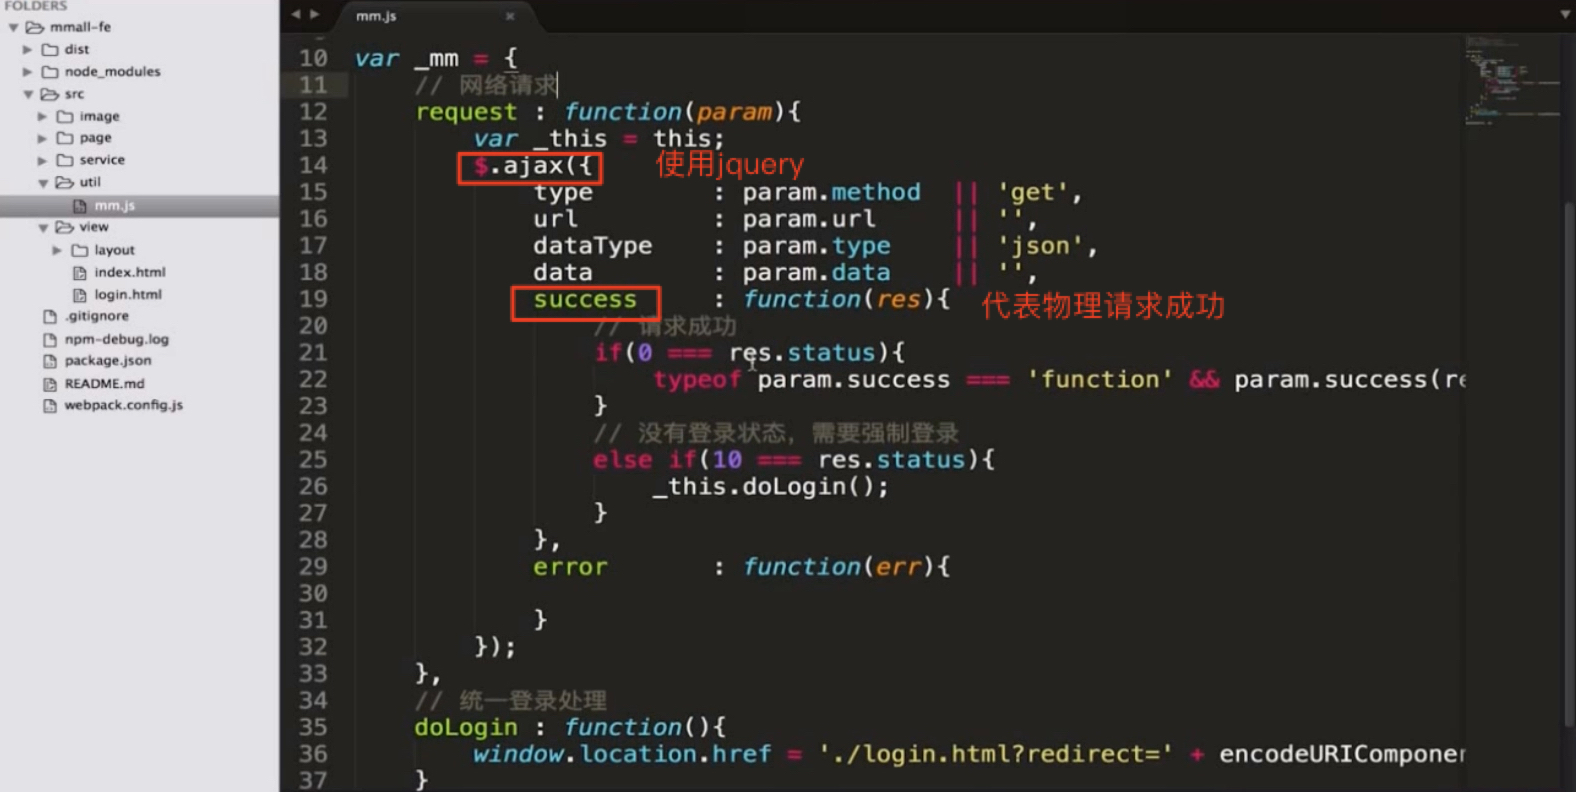 FOLDERS
mmall-fe
dist
node_modules
src
image
page
service
util
mm.js
view
layout
index.html
login.html
.gitignore
npm-debug.log
package.json
README.md
webpack.config.js
mm.js
10 var _mm = {
11 // 网络请求
12 request : function(param){
13 var _this = this;
14 $.ajax({ 使用jquery
15 type : param.method || 'get',
16 url : param.url || '',
17 dataType : param.type || 'json',
18 data : param.data || '',
19 success : function(res){ 代表物理请求成功
20 // 请求成功
21 if(0 === res.status){
22 typeof param.success === 'function' && param.success(re
23 }
24 // 没有登录状态，需要强制登录
25 else if(10 === res.status){
26 _this.doLogin();
27 }
28 },
29 error : function(err){
30
31 }
32 });
33 },
34 // 统一登录处理
35 doLogin : function(){
36 window.location.href = './login.html?redirect=' + encodeURIComponen
37 }